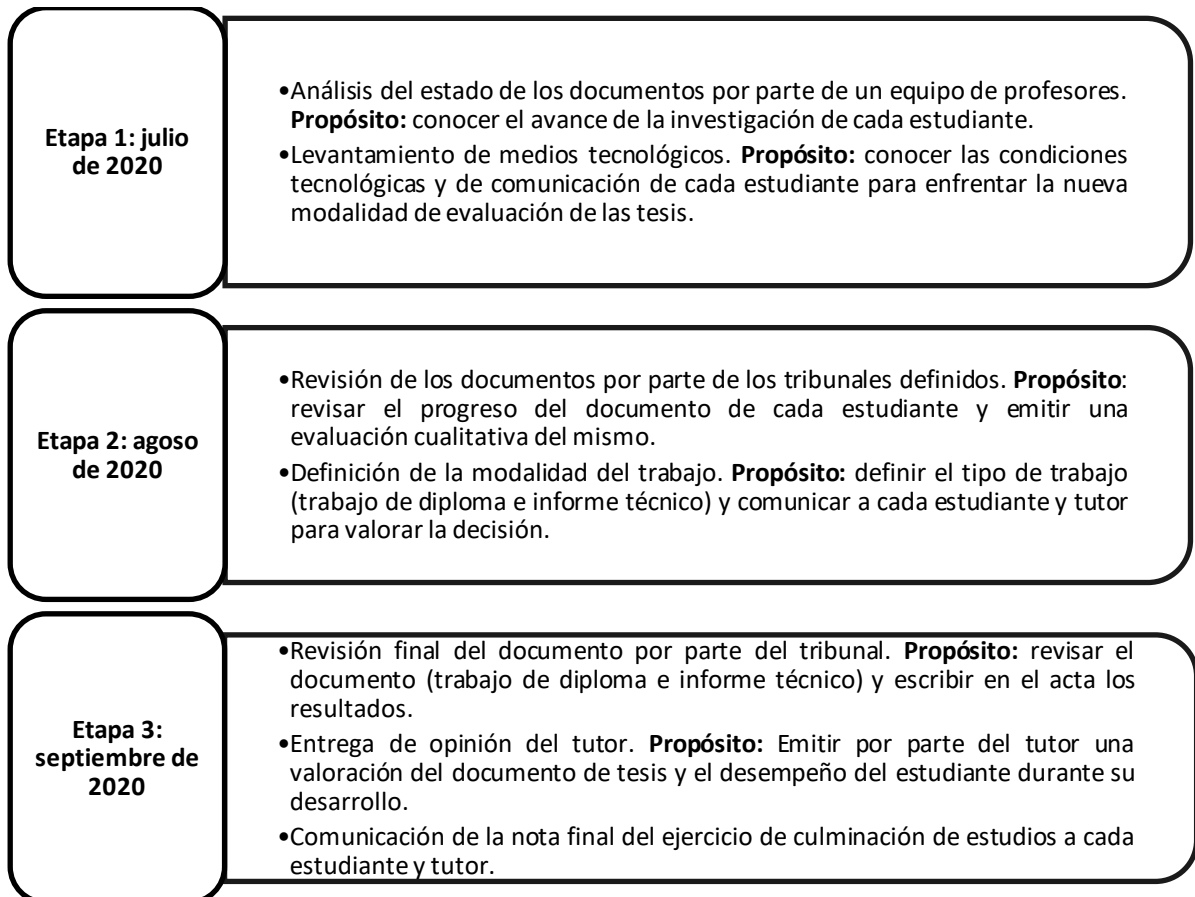 Etapa 1: julio
de 2020
•Análisis del estado de los documentos por parte de un equipo de profesores.
Propósito: conocer el avance de la investigación de cada estudiante.
•Levantamiento de medios tecnológicos. Propósito: conocer las condiciones
tecnológicas y de comunicación de cada estudiante para enfrentar la nueva
modalidad de evaluación de las tesis.
Etapa 2: agoso
de 2020
•Revisión de los documentos por parte de los tribunales definidos. Propósito:
revisar el progreso del documento de cada estudiante y emitir una
evaluación cualitativa del mismo.
•Definición de la modalidad del trabajo. Propósito: definir el tipo de trabajo
(trabajo de diploma e informe técnico) y comunicar a cada estudiante y tutor
para valorar la decisión.
Etapa 3:
septiembre de
2020
•Revisión final del documento por parte del tribunal. Propósito: revisar el
documento (trabajo de diploma e informe técnico) y escribir en el acta los
resultados.
•Entrega de opinión del tutor. Propósito: Emitir por parte del tutor una
valoración del documento de tesis y el desempeño del estudiante durante su
desarrollo.
•Comunicación de la nota final del ejercicio de culminación de estudios a cada
estudiante y tutor.